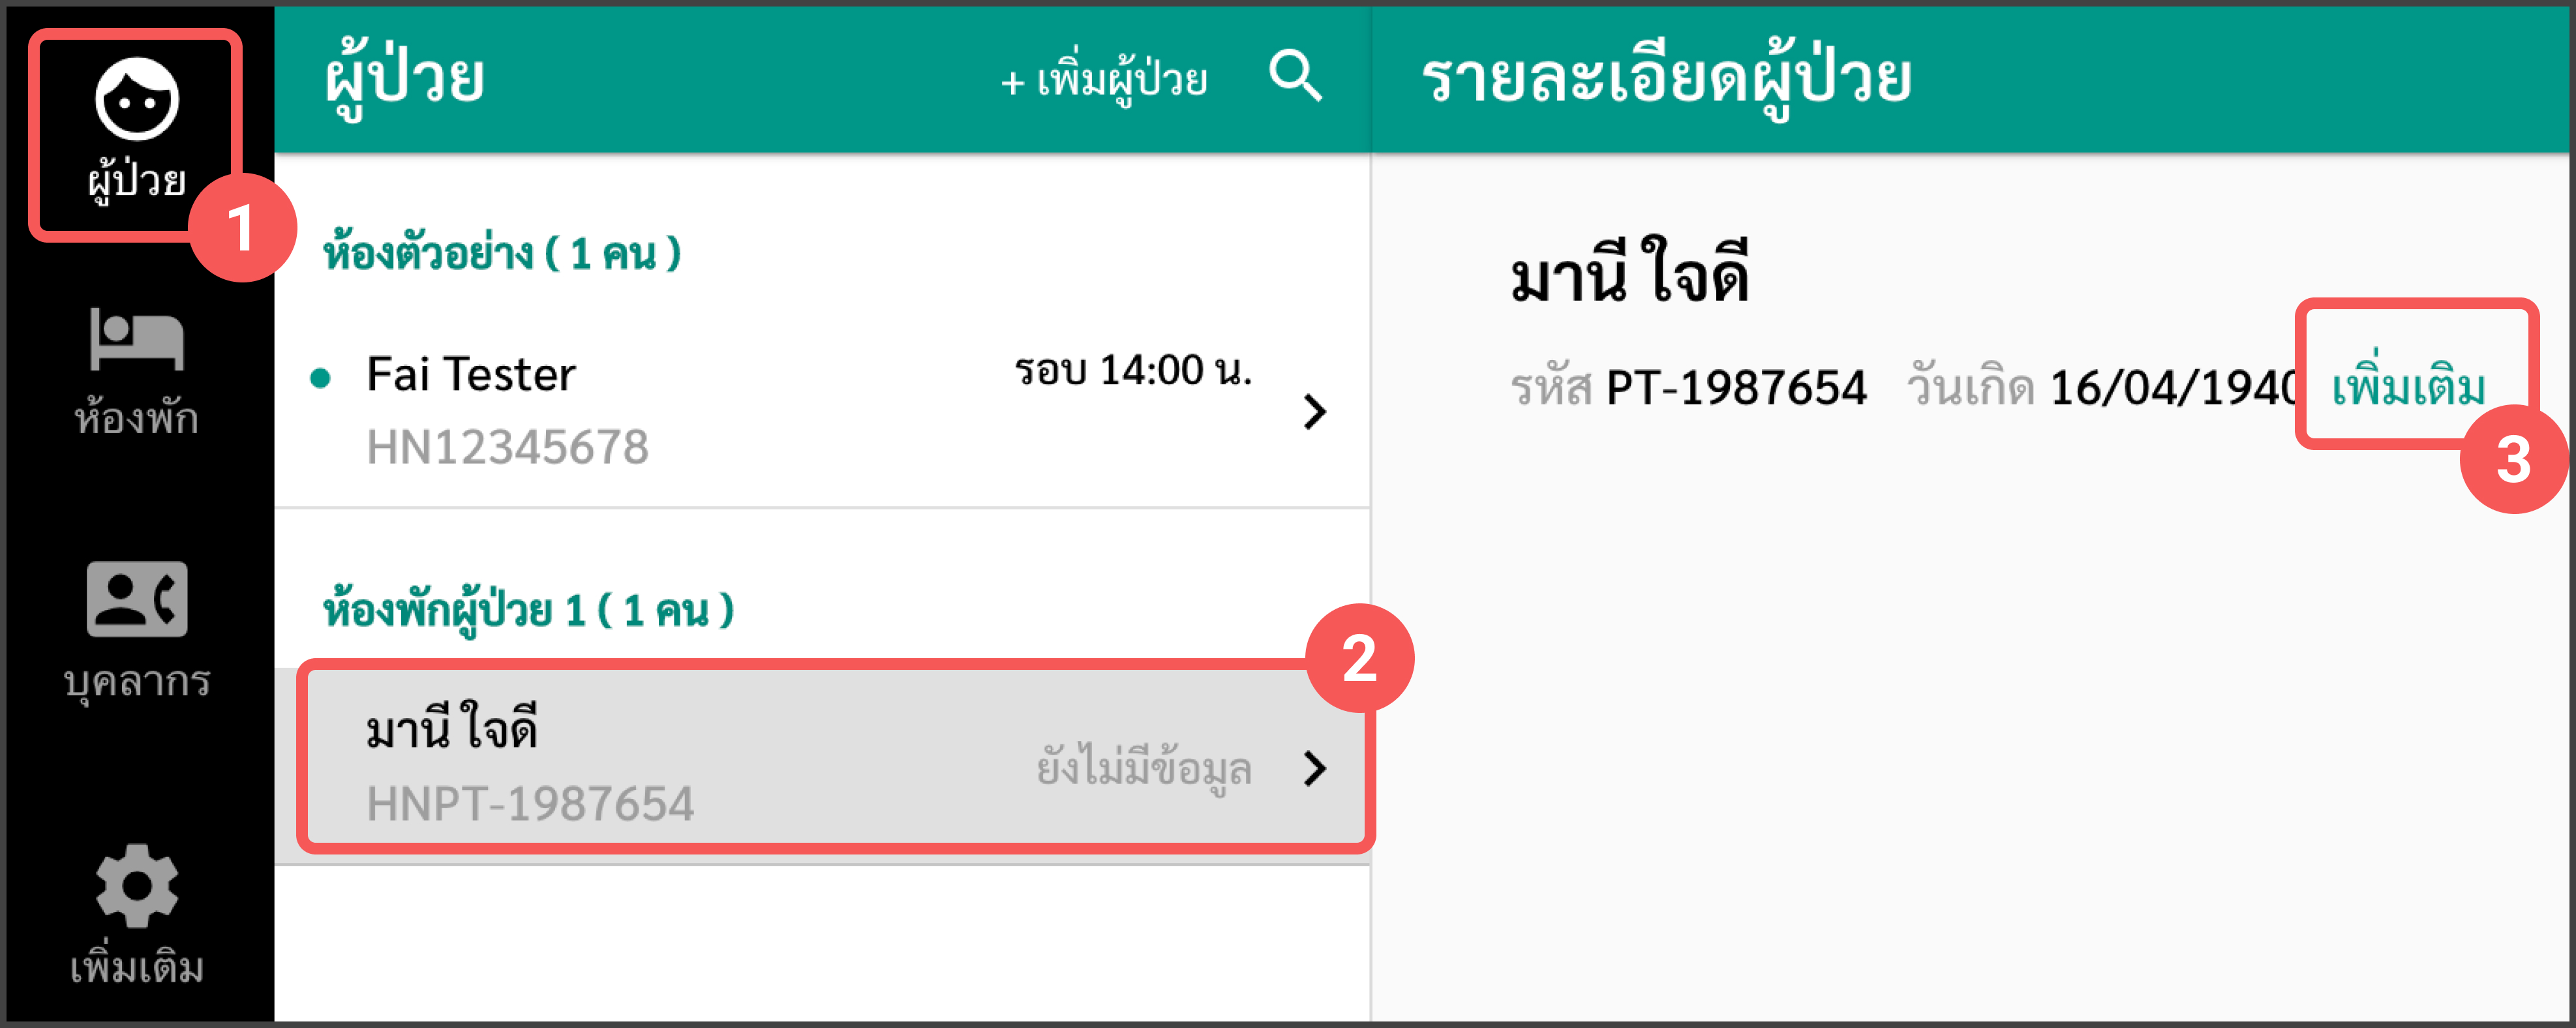 ผู้ป่วย
1
ห้องพัก
บุคลากร
เพิ่มเติม
ผู้ป่วย
+ เพิ่มผู้ป่วย
ห้องตัวอย่าง ( 1 คน )
Fai Tester
รอบ 14:00 น.
HN12345678
ห้องพักผู้ป่วย 1 ( 1 คน )
2
มานี ใจดี
ยังไม่มีข้อมูล
HNPT-1987654
รายละเอียดผู้ป่วย
มานี ใจดี
รหัส PT-1987654 วันเกิด 16/04/1940 เพิ่มเติม
3